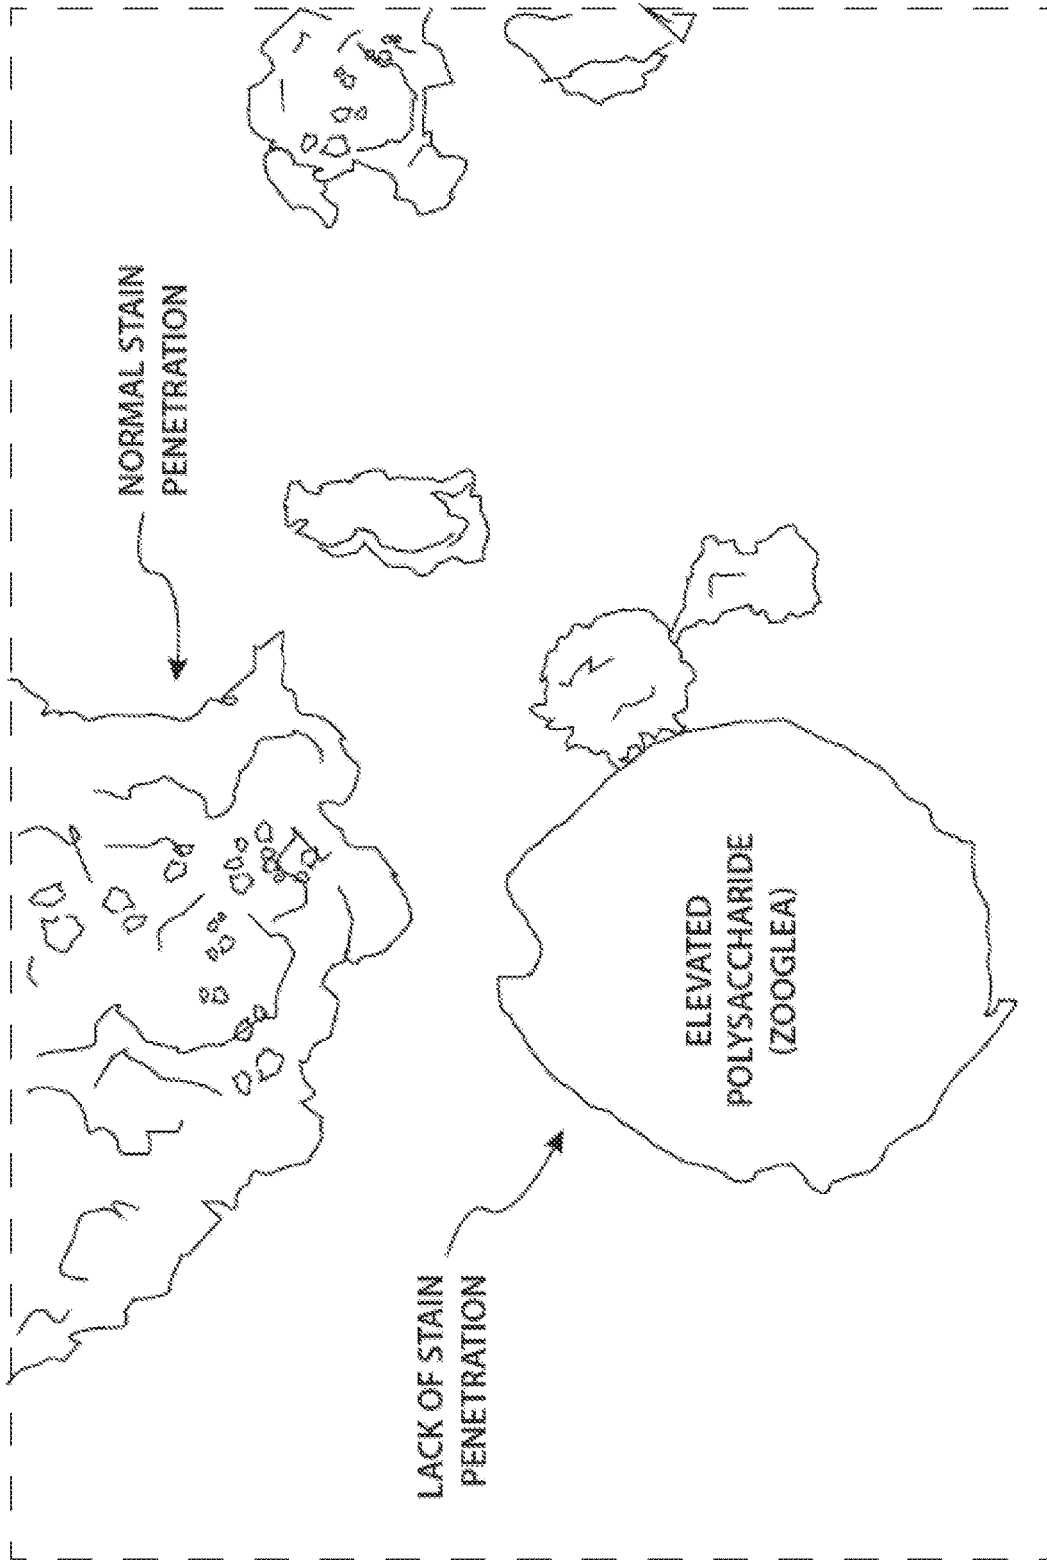 LACK OF STAIN
PENETRATION
NORMAL STAIN
PENETRATION
ELEVATED
POLYSACCHARIDE
(ZOOGLEA)